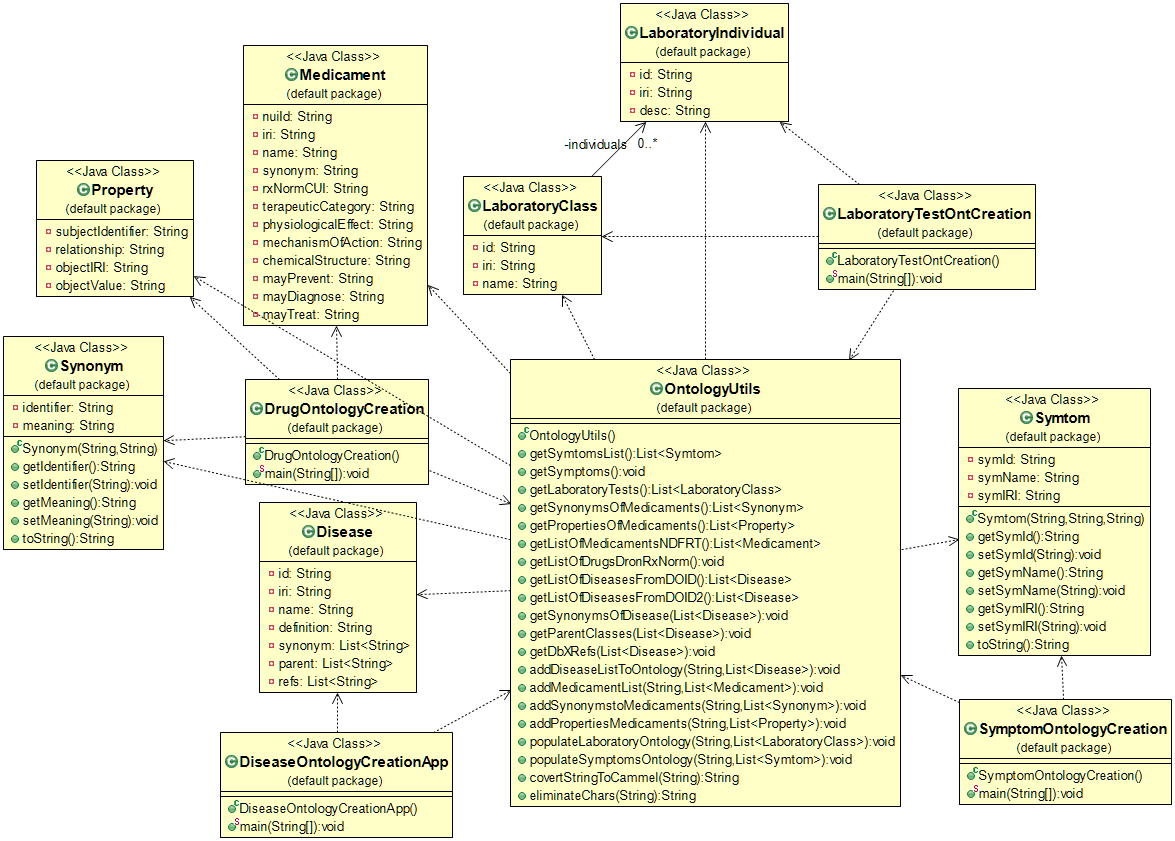 <<Java Class>>
LaboratoryIndividual
(default package)
id: String
iri: String
desc: String
<<Java Class>>
Medicament
(default package)
nuiId: String
iri: String
name: String
synonym: String
rxNormCUI: String
terapeuticCategory: String
physiologicalEffect: String
mechanismOfAction: String
chemicalStructure: String
mayPrevent: String
mayDiagnose: String
mayTreat: String
-individuals 0..*
<<Java Class>>
Property
(default package)
subjectIdentifier: String
relationship: String
objectIRI: String
objectValue: String
<<Java Class>>
LaboratoryClass
(default package)
id: String
iri: String
name: String
<<Java Class>>
LaboratoryTestOntCreation
(default package)
LaboratoryTestOntCreation()
main(String[]):void
<<Java Class>>
Synonym
(default package)
identifier: String
meaning: String
Synonym(String,String)
getIdentifier():String
setIdentifier(String):void
getMeaning():String
setMeaning(String):void
toString():String
<<Java Class>>
DrugOntologyCreation
(default package)
DrugOntologyCreation()
main(String[]):void
<<Java Class>>
OntologyUtils
(default package)
OntologyUtils()
getSymtomsList():List<Symtom>
getSymptoms():void
getLaboratoryTests():List<LaboratoryClass>
getSynonymsOfMedicaments():List<Synonym>
getPropertiesOfMedicaments():List<Property>
getListOfMedicamentsNDFRT():List<Medicament>
getListOfDrugsDronRxNorm():void
getListOfDiseasesFromDOID():List<Disease>
getListOfDiseasesFromDOID2():List<Disease>
getSynonymsOfDisease(List<Disease>):void
getParentClasses(List<Disease>):void
getDbXRefs(List<Disease>):void
addDiseaseListToOntology(String,List<Disease>):void
addMedicamentList(String,List<Medicament>):void
addSynonymstoMedicaments(String,List<Synonym>):void
addPropertiesMedicaments(String,List<Property>):void
populateLaboratoryOntology(String,List<LaboratoryClass>):void
populateSymptomsOntology(String,List<Symtom>):void
covertStringToCammel(String):String
eliminateChars(String):String
<<Java Class>>
Symtom
(default package)
symId: String
symName: String
symIRI: String
Symtom(String,String,String)
getSymId():String
setSymId(String):void
getSymName():String
setSymName(String):void
getSymIRI():String
setSymIRI(String):void
toString():String
<<Java Class>>
Disease
(default package)
id: String
iri: String
name: String
definition: String
synonym: List<String>
parent: List<String>
refs: List<String>
<<Java Class>>
DiseaseOntologyCreationApp
(default package)
DiseaseOntologyCreationApp()
main(String[]):void
<<Java Class>>
SymptomOntologyCreation
(default package)
SymptomOntologyCreation()
main(String[]):void